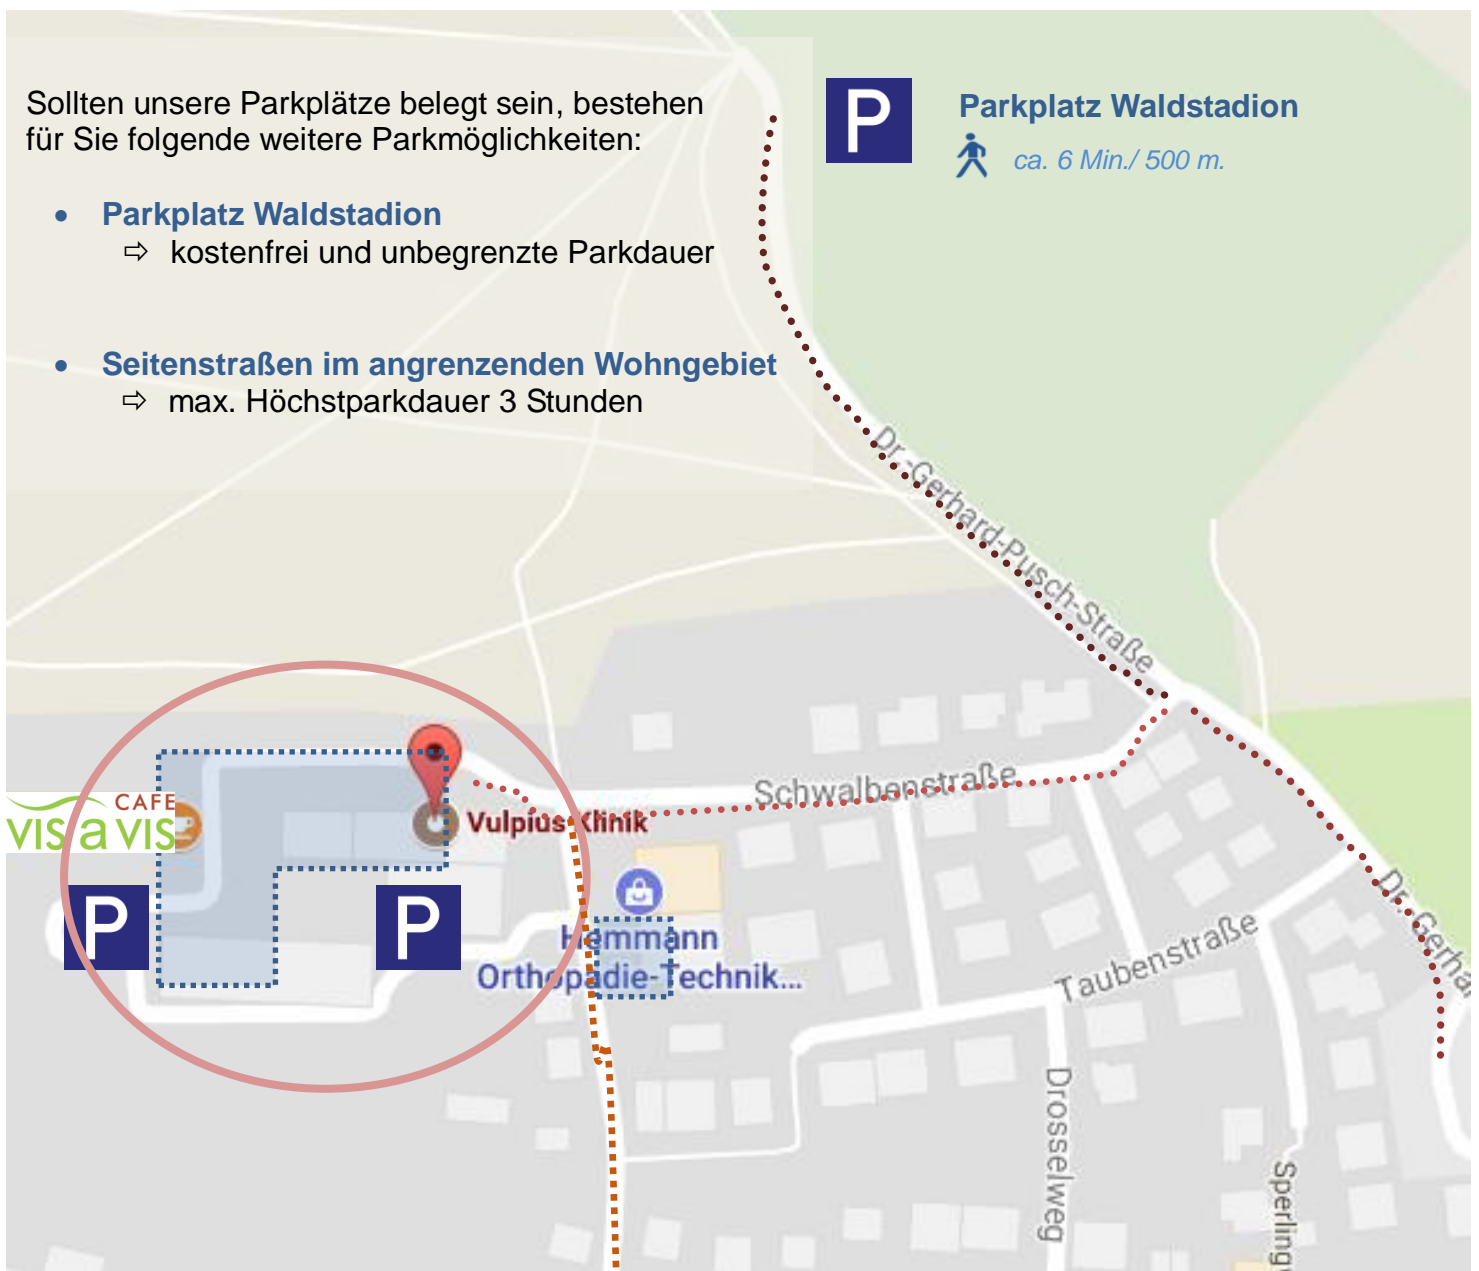 Sollten unsere Parkplätze belegt sein, bestehen
für Sie folgende weitere Parkmöglichkeiten:
• Parkplatz Waldstadion
⇨ kostenfrei und unbegrenzte Parkdauer
• Seitenstraßen im angrenzenden Wohngebiet
⇨ max. Höchstparkdauer 3 Stunden
P
Parkplatz Waldstadion
ca. 6 Min./ 500 m.
Dr.-Gerhard-Pusch-Straße
Schwalbenstraße
CAFE
VIS a VIS
Vulpius Klinik
P
P
Hemmann
Orthopädie-Technik...
Taubenstraße
Dr.-Gerha
Drosselweg
Sperling